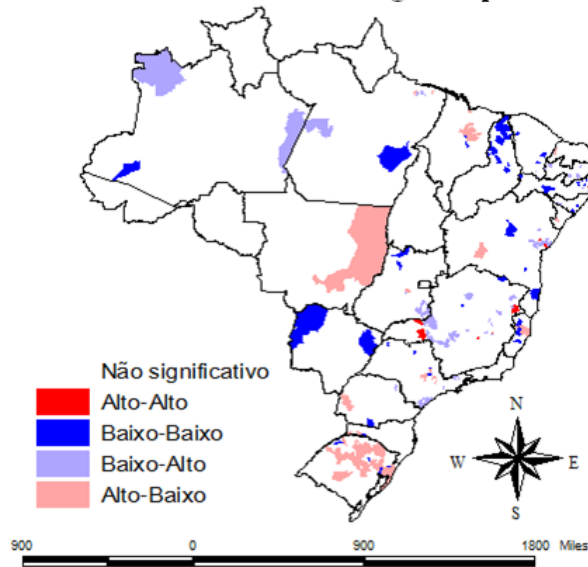 Não significativo
Alto-Alto
Baixo-Baixo
Baixo-Alto
Alto-Baixo
N
W E
S
900 0 900 1800 Miles